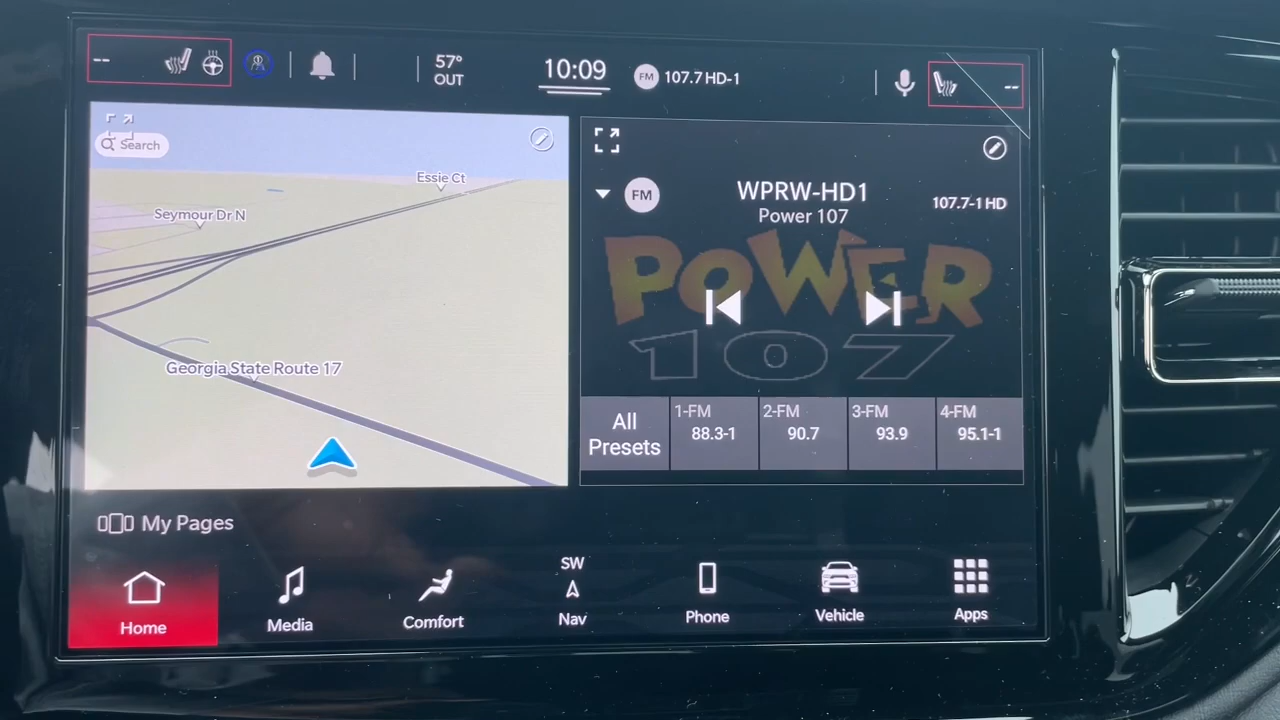 --
57°
OUT
10:09
FM 107.7 HD-1
--
Search
Essie Ct
Seymour Dr N
Georgia State Route 17
FM
WPRW-HD1
Power 107
107.7-1 HD
POWER
107
All
Presets
1-FM
88.3-1
2-FM
90.7
3-FM
93.9
4-FM
95.1-1
My Pages
Home
Media
Comfort
SW
Nav
Phone
Vehicle
Apps